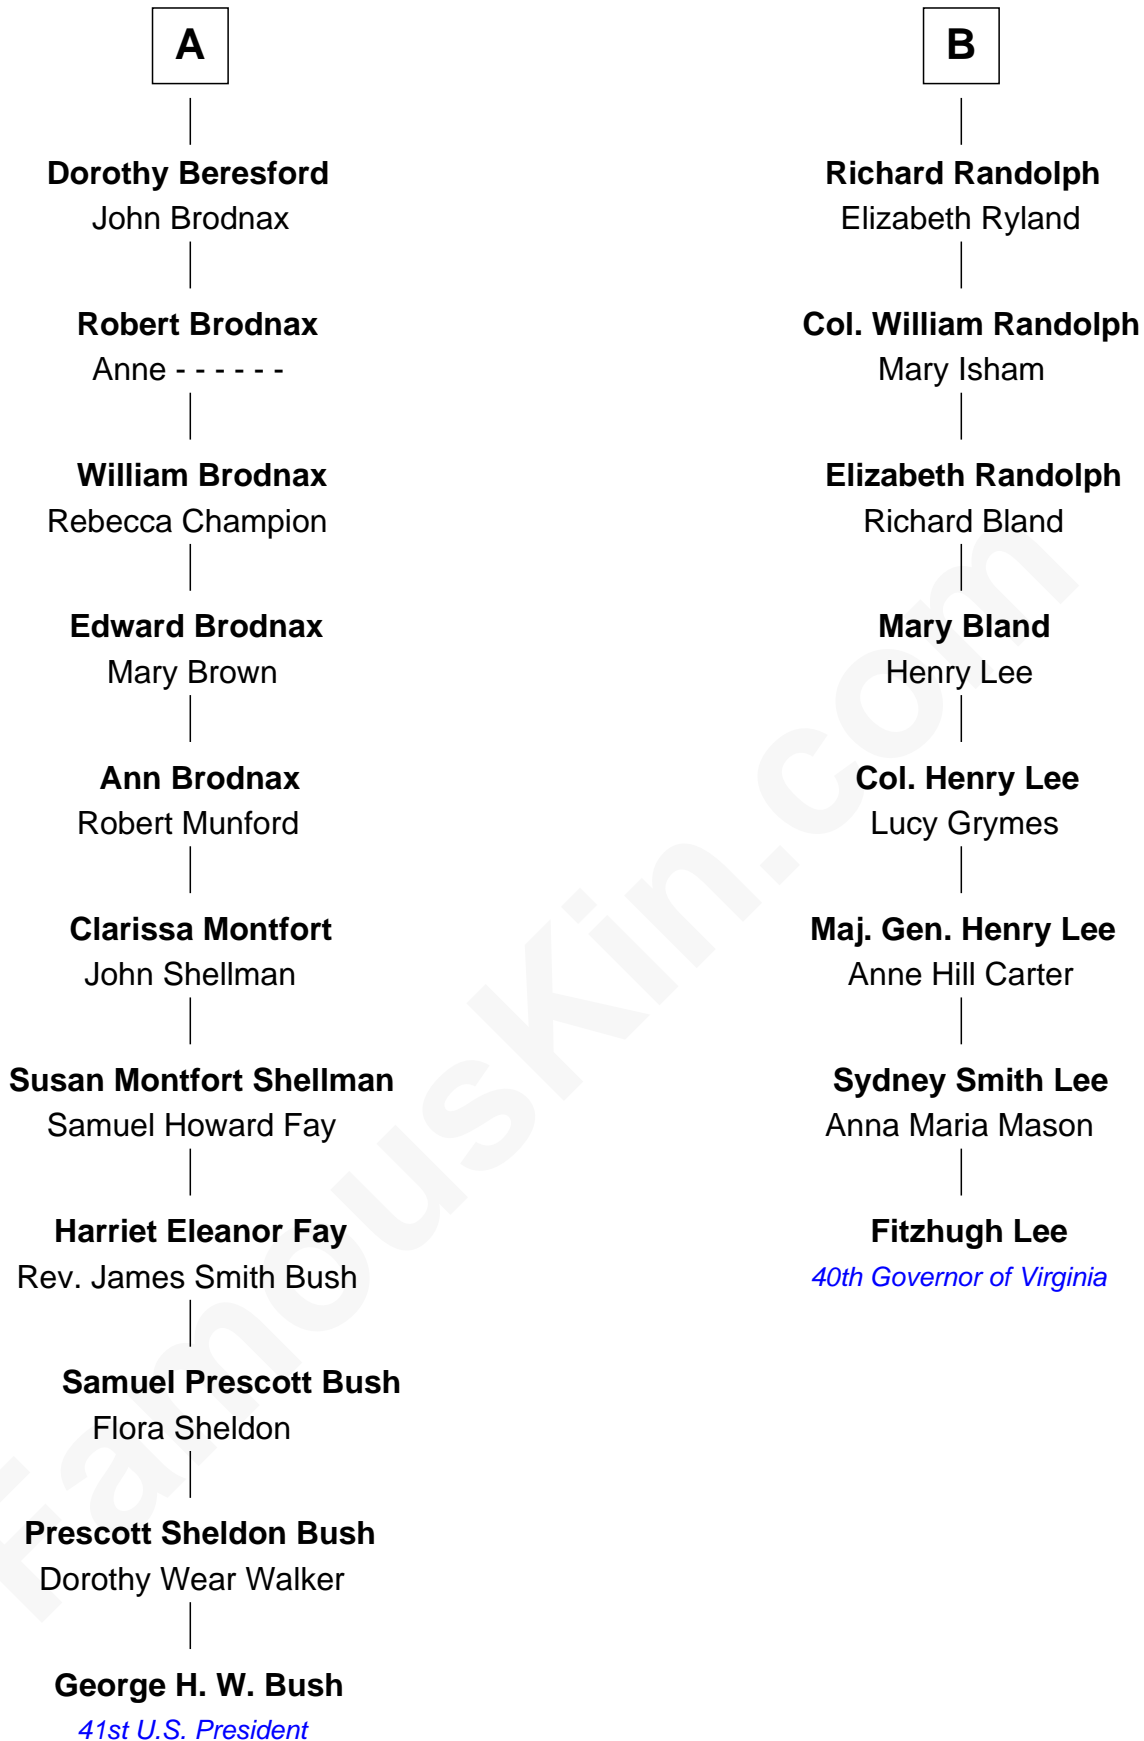 A
Dorothy Beresford
John Brodnax
Robert Brodnax
Anne - - - - - -
William Brodnax
Rebecca Champion
Edward Brodnax
Mary Brown
Ann Brodnax
Robert Munford
Clarissa Montfort
John Shellman
Susan Montfort Shellman
Samuel Howard Fay
Harriet Eleanor Fay
Rev. James Smith Bush
Samuel Prescott Bush
Flora Sheldon
Prescott Sheldon Bush
Dorothy Wear Walker
George H. W. Bush
41st U.S. President
B
Richard Randolph
Elizabeth Ryland
Col. William Randolph
Mary Isham
Elizabeth Randolph
Richard Bland
Mary Bland
Henry Lee
Col. Henry Lee
Lucy Grymes
Maj. Gen. Henry Lee
Anne Hill Carter
Sydney Smith Lee
Anna Maria Mason
Fitzhugh Lee
40th Governor of Virginia
FamousKin.com